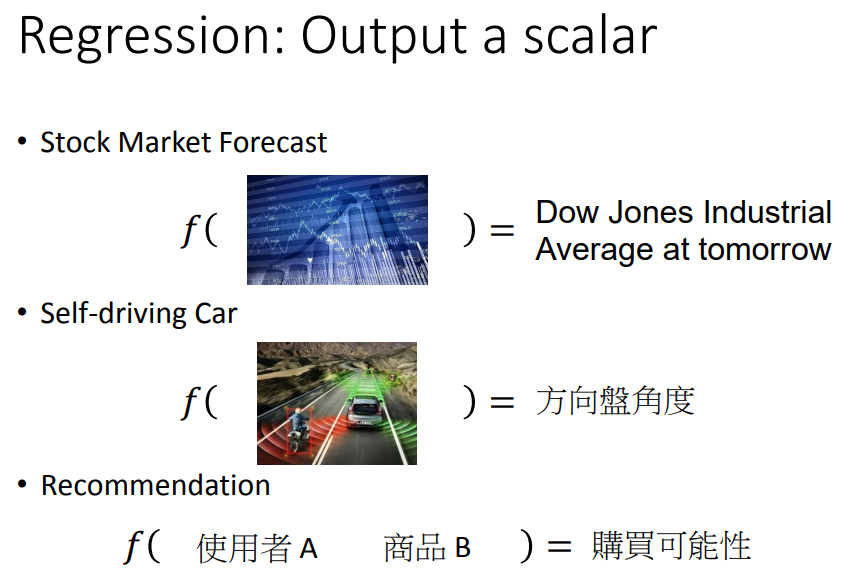 Regression: Output a scalar
• Stock Market Forecast
f( ) = Dow Jones Industrial
Average at tomorrow
• Self-driving Car
f( ) = 方向盤角度
• Recommendation
f( 使用者 A 商品 B ) = 購買可能性